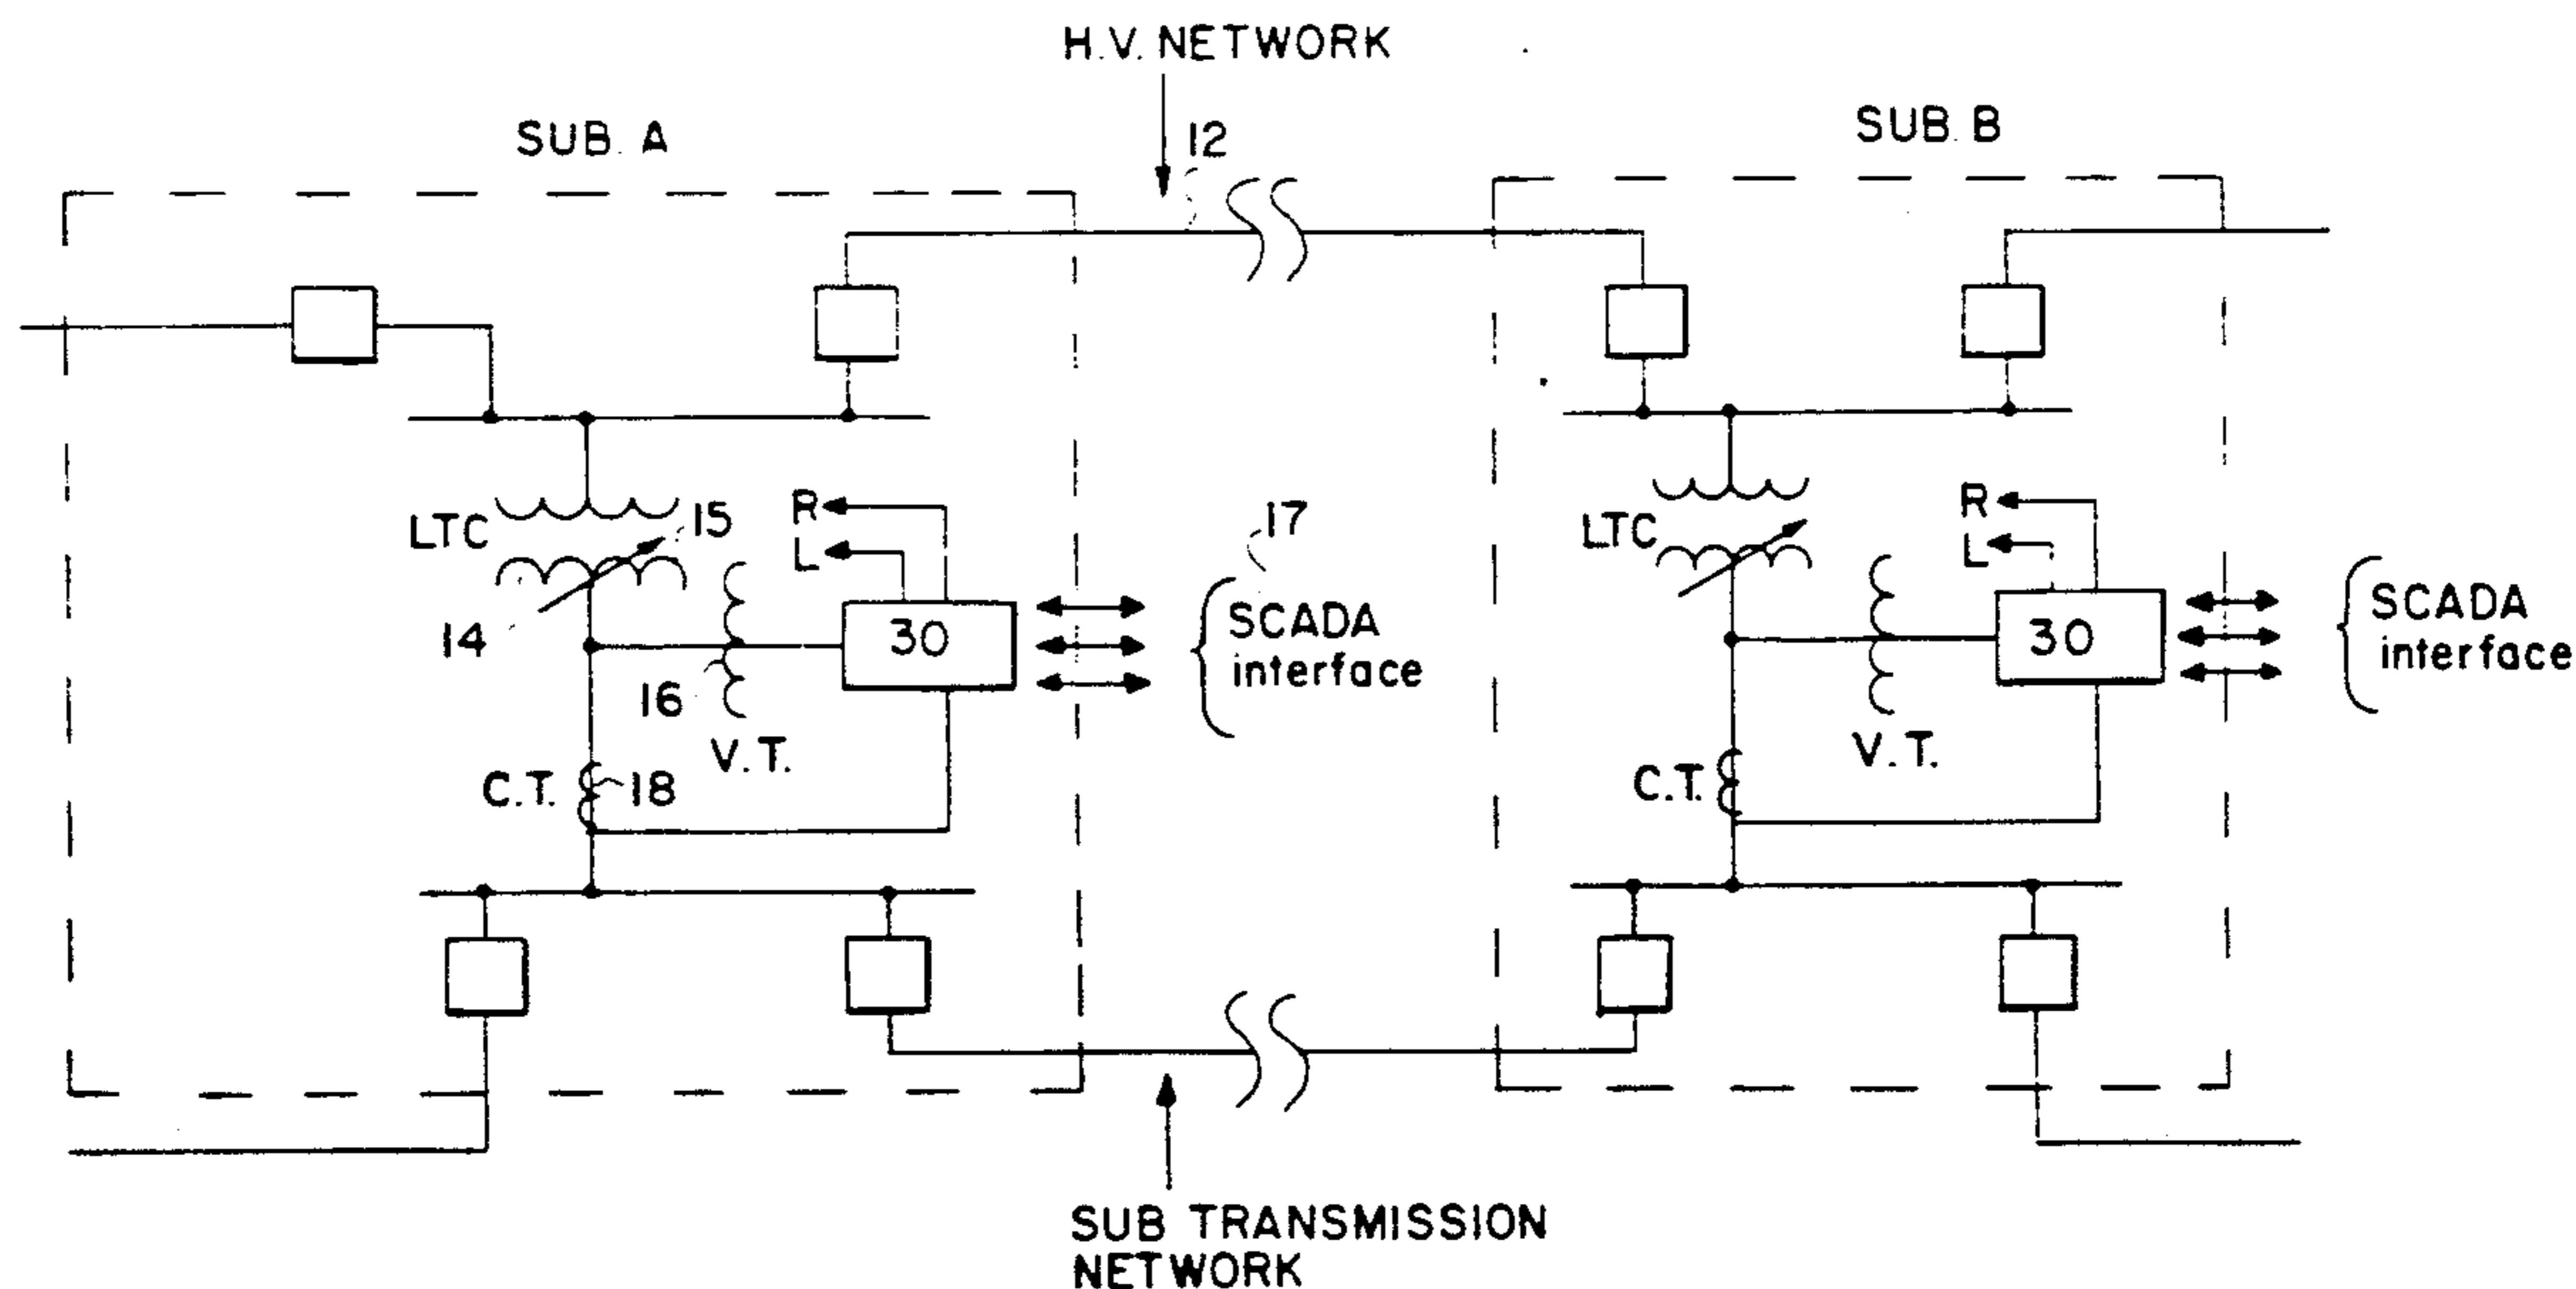 H.V. NETWORK
12
SUB. A
SUB. B
LTC
15
R
L
14
16
30
17
SCADA
interface
V.T.
C.T.
18
LTC
R
L
30
SCADA
interface
V.T.
C.T.
SUB TRANSMISSION
NETWORK